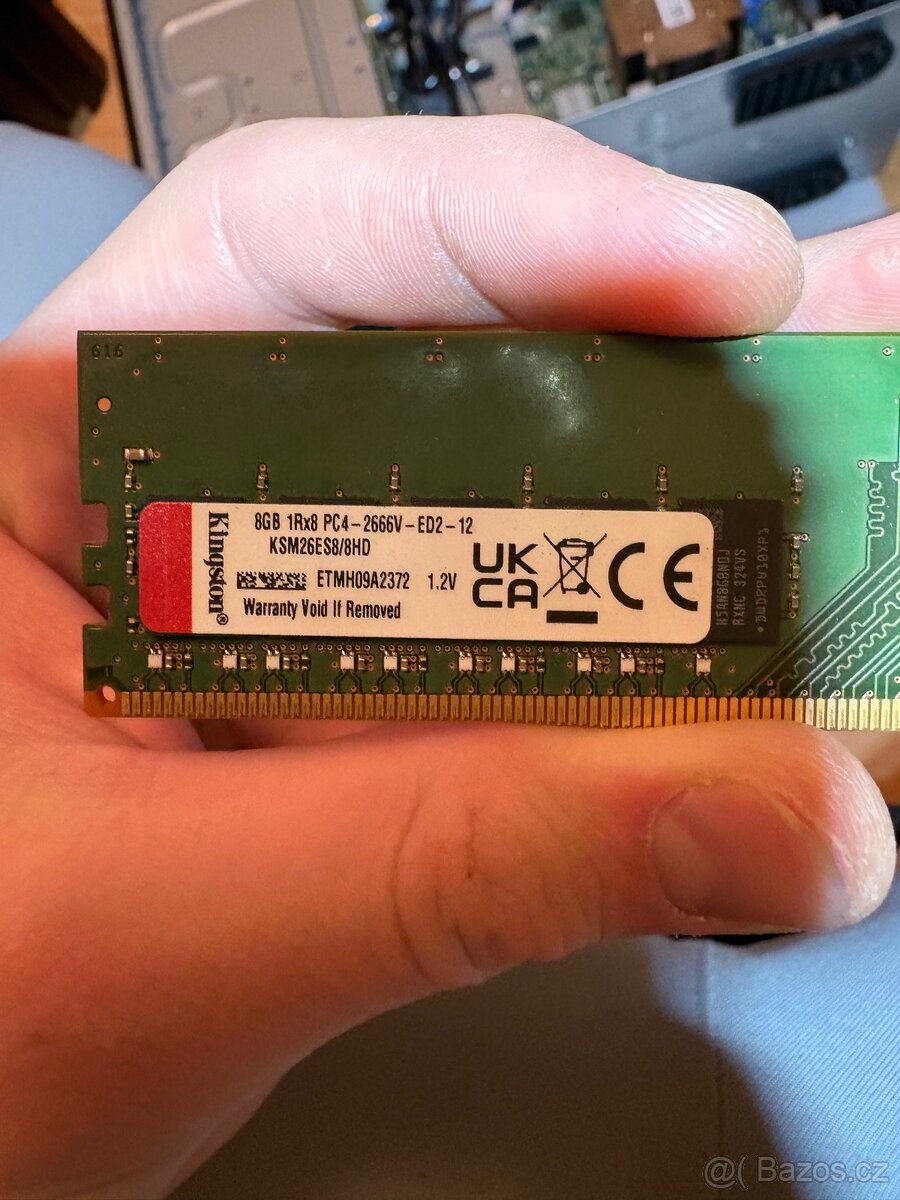 616
Kingston®
8GB 1Rx8 PC4-2666V-ED2-12
KSM26ES8/8HD
ETMH09A2372 1.2V
Warranty Void If Removed
UK
CA
CE
H5AN8G8NDJ
RXNC 324VS
@( Bazos.cz